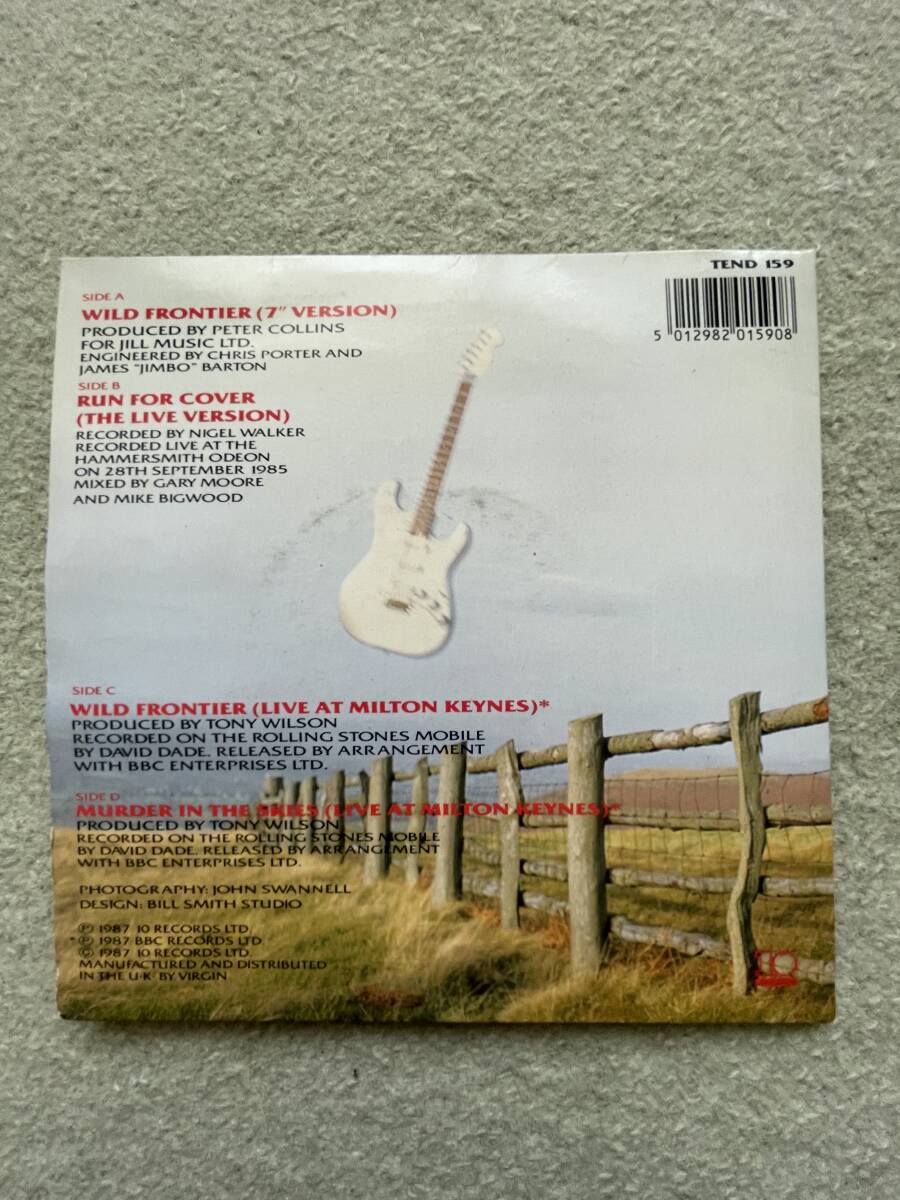 TEND 159
5 012982 015908
SIDE A
WILD FRONTIER (7" VERSION)
PRODUCED BY PETER COLLINS
FOR JILL MUSIC LTD.
ENGINEERED BY CHRIS PORTER AND
JAMES "JIMBO" BARTON
SIDE B
RUN FOR COVER
(THE LIVE VERSION)
RECORDED BY NIGEL WALKER
RECORDED LIVE AT THE
HAMMERSMITH ODEON
ON 28TH SEPTEMBER 1985
MIXED BY GARY MOORE
AND MIKE BIGWOOD
SIDE C
WILD FRONTIER (LIVE AT MILTON KEYNES)*
PRODUCED BY TONY WILSON
RECORDED ON THE ROLLING STONES MOBILE
BY DAVID DADE. RELEASED BY ARRANGEMENT
WITH BBC ENTERPRISES LTD.
SIDE D
MURDER IN THE SKIES (LIVE AT MILTON KEYNES)*
PRODUCED BY TONY WILSON
RECORDED ON THE ROLLING STONES MOBILE
BY DAVID DADE. RELEASED BY ARRANGEMENT
WITH BBC ENTERPRISES LTD.
PHOTOGRAPHY: JOHN SWANNELL
DESIGN: BILL SMITH STUDIO
℗ 1987 10 RECORDS LTD.
*℗ 1987 BBC RECORDS LTD.
© 1987 10 RECORDS LTD.
MANUFACTURED AND DISTRIBUTED
IN THE U.K. BY VIRGIN
10